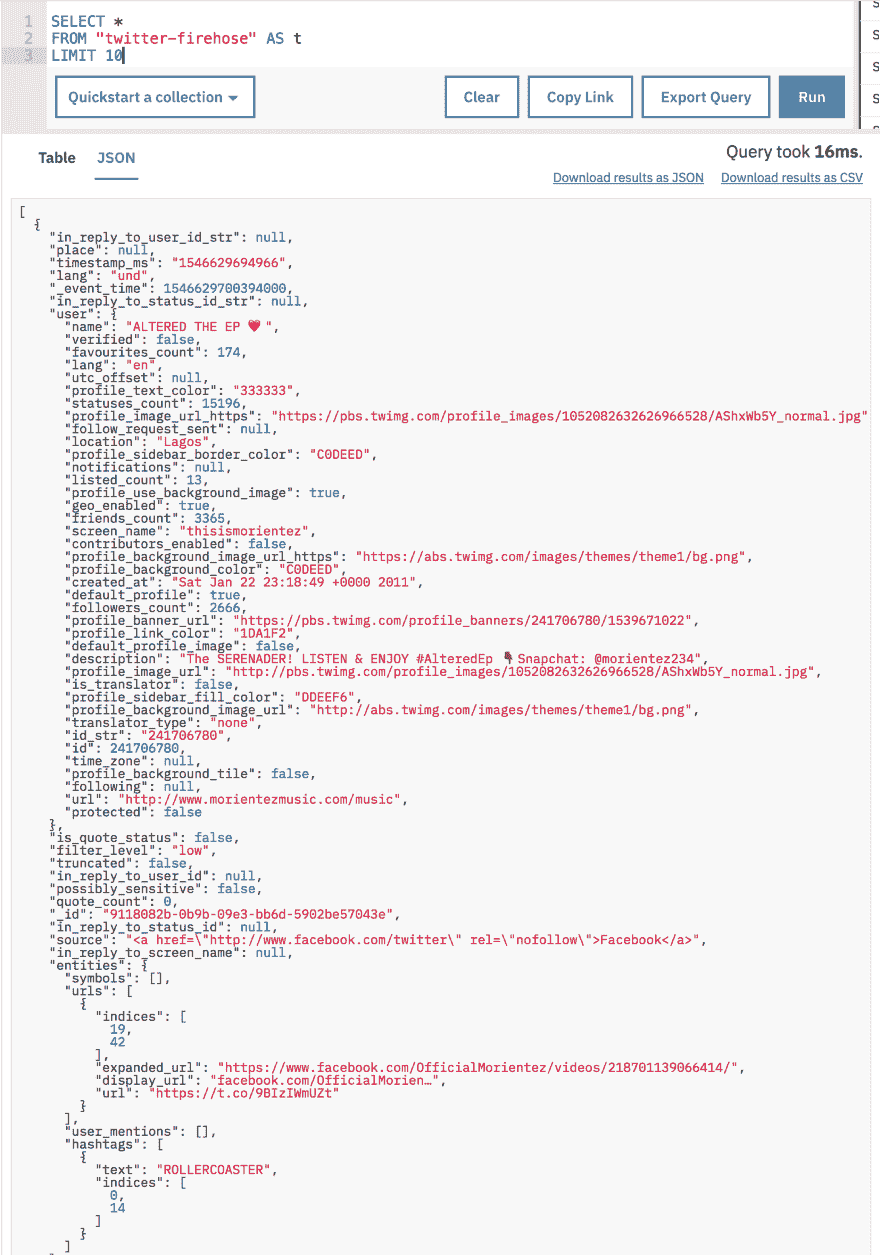 1 SELECT *
2 FROM "twitter-firehose" AS t
3 LIMIT 10
Quickstart a collection Clear Copy Link Export Query Run
Table JSON Query took 16ms.
Download results as JSON Download results as CSV
[
{
"in_reply_to_user_id_str": null,
"place": null,
"timestamp_ms": "1546629694966",
"lang": "und",
"_event_time": 1546629700394000,
"in_reply_to_status_id_str": null,
"user": {
"name": "ALTERED THE EP ❤️ ",
"verified": false,
"favourites_count": 174,
"lang": "en",
"utc_offset": null,
"profile_text_color": "333333",
"statuses_count": 15196,
"profile_image_url_https": "https://pbs.twimg.com/profile_images/1052082632626966528/AShxWb5Y_normal.jpg"
"follow_request_sent": null,
"location": "Lagos",
"profile_sidebar_border_color": "C0DEED",
"notifications": null,
"listed_count": 13,
"profile_use_background_image": true,
"geo_enabled": true,
"friends_count": 3365,
"screen_name": "thisismorientez",
"contributors_enabled": false,
"profile_background_image_url_https": "https://abs.twimg.com/images/themes/theme1/bg.png",
"profile_background_color": "C0DEED",
"created_at": "Sat Jan 22 23:18:49 +0000 2011",
"default_profile": true,
"followers_count": 2666,
"profile_banner_url": "https://pbs.twimg.com/profile_banners/241706780/1539671022",
"profile_link_color": "1DA1F2",
"default_profile_image": false,
"description": "The SERENADER! LISTEN & ENJOY #AlteredEp 👇🏿 Snapchat: @morientez234",
"profile_image_url": "http://pbs.twimg.com/profile_images/1052082632626966528/AShxWb5Y_normal.jpg",
"is_translator": false,
"profile_sidebar_fill_color": "DDEEF6",
"profile_background_image_url": "http://abs.twimg.com/images/themes/theme1/bg.png",
"translator_type": "none",
"id_str": "241706780",
"id": 241706780,
"time_zone": null,
"profile_background_tile": false,
"following": null,
"url": "http://www.morientezmusic.com/music",
"protected": false
},
"is_quote_status": false,
"filter_level": "low",
"truncated": false,
"in_reply_to_user_id": null,
"possibly_sensitive": false,
"quote_count": 0,
"_id": "9118082b-0b9b-09e3-bb6d-5902be57043e",
"in_reply_to_status_id": null,
"source": "<a href=\"http://www.facebook.com/twitter\" rel=\"nofollow\">Facebook</a>",
"in_reply_to_screen_name": null,
"entities": {
"symbols": [],
"urls": [
{
"indices": [
19,
42
],
"expanded_url": "https://www.facebook.com/OfficialMorientez/videos/218701139066414/",
"display_url": "facebook.com/OfficialMorien…",
"url": "https://t.co/9BIzIWmUZt"
}
],
"user_mentions": [],
"hashtags": [
{
"text": "ROLLERCOASTER",
"indices": [
0,
14
]
}
]